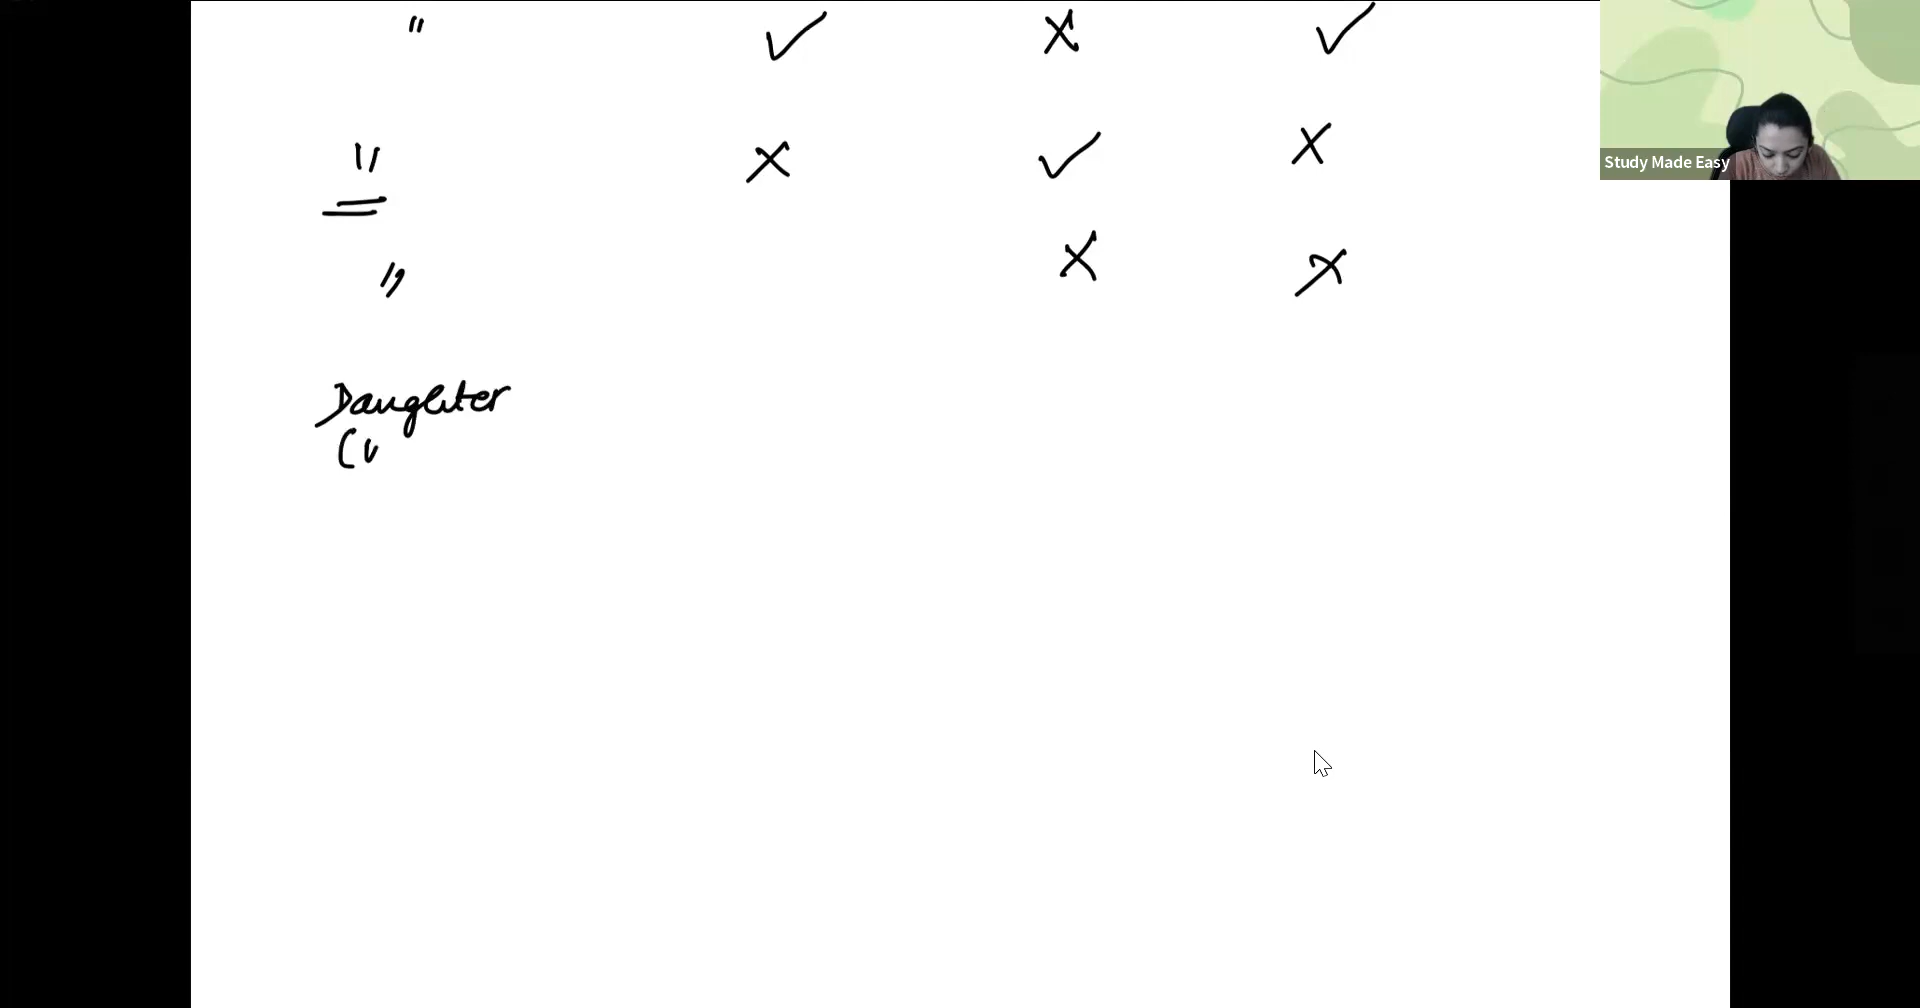 " ✓ X ✓
Study Made Easy
" X ✓ X
" X X
Daughter
(